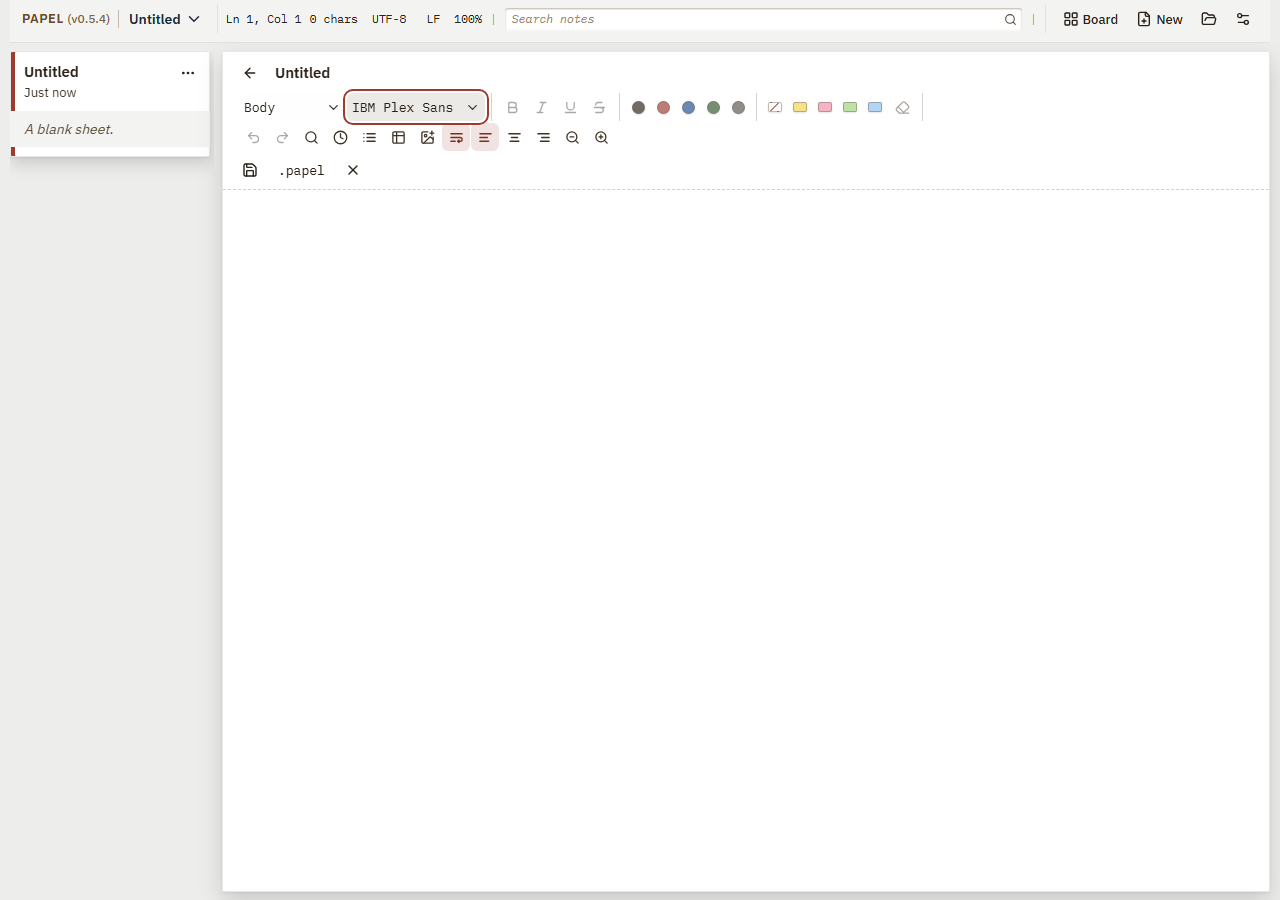 PAPEL (v0.5.4) Untitled Ln 1, Col 1 0 chars UTF-8 LF 100% Search notes Board New
Untitled
Just now
A blank sheet.
Untitled
Body IBM Plex Sans B I U S
.papel